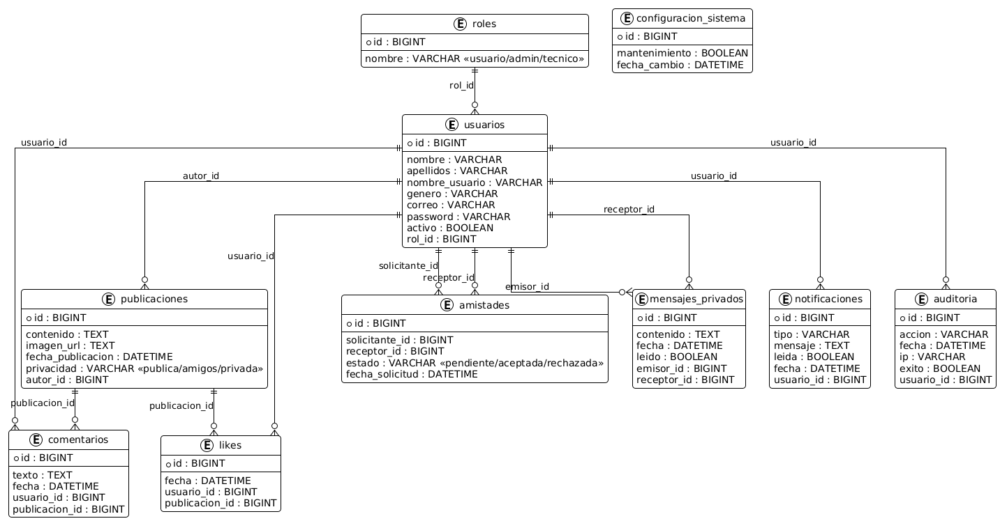 roles
id : BIGINT
nombre : VARCHAR «usuario/admin/tecnico»
configuracion_sistema
id : BIGINT
mantenimiento : BOOLEAN
fecha_cambio : DATETIME
rol_id
usuarios
id : BIGINT
nombre : VARCHAR
apellidos : VARCHAR
nombre_usuario : VARCHAR
genero : VARCHAR
correo : VARCHAR
password : VARCHAR
activo : BOOLEAN
rol_id : BIGINT
usuario_id
autor_id
usuario_id
usuario_id
usuario_id
receptor_id
solicitante_id
receptor_id
emisor_id
publicaciones
id : BIGINT
contenido : TEXT
imagen_url : TEXT
fecha_publicacion : DATETIME
privacidad : VARCHAR «publica/amigos/privada»
autor_id : BIGINT
amistades
id : BIGINT
solicitante_id : BIGINT
receptor_id : BIGINT
estado : VARCHAR «pendiente/aceptada/rechazada»
fecha_solicitud : DATETIME
mensajes_privados
id : BIGINT
contenido : TEXT
fecha : DATETIME
leido : BOOLEAN
emisor_id : BIGINT
receptor_id : BIGINT
notificaciones
id : BIGINT
tipo : VARCHAR
mensaje : TEXT
leida : BOOLEAN
fecha : DATETIME
usuario_id : BIGINT
auditoria
id : BIGINT
accion : VARCHAR
fecha : DATETIME
ip : VARCHAR
exito : BOOLEAN
usuario_id : BIGINT
publicacion_id
publicacion_id
comentarios
id : BIGINT
texto : TEXT
fecha : DATETIME
usuario_id : BIGINT
publicacion_id : BIGINT
likes
id : BIGINT
fecha : DATETIME
usuario_id : BIGINT
publicacion_id : BIGINT